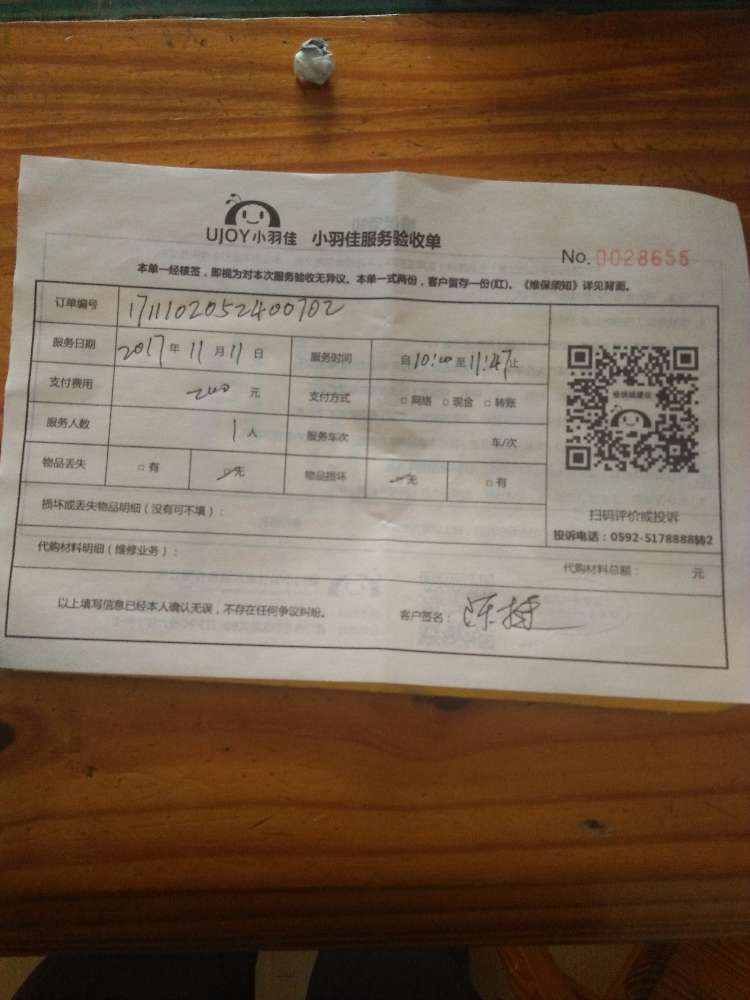 UJOY小羽佳 小羽佳服务验收单
No. 0028655
本单一经核签，即视为对本次服务验收无异议。本单一式两份，客户留存一份(红)。《维保须知》详见背面。
订单编号 1711102052400702
服务日期 2017年11月11日 服务时间 自10:00至11:47止
支付费用 200元 支付方式 □网络 □现金 □转账
服务人数 1人 服务车次 车/次
物品丢失 □有 □无 物品损坏 □无 □有
损坏或丢失物品明细（没有可不填）：
代购材料明细（维修业务）：
代购材料总额： 元
以上填写信息已经本人确认无误，不存在任何争议纠纷。 客户签名：
扫码评价或投诉
投诉电话：0592-5178888转2